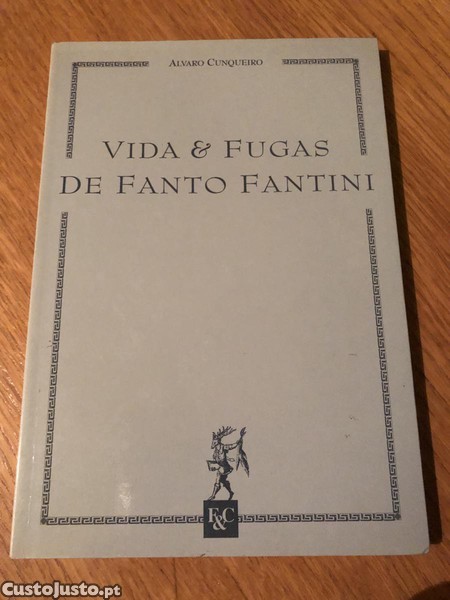 ALVARO CUNQUEIRO
VIDA & FUGAS
DE FANTO FANTINI
F&C
CustoJusto.pt